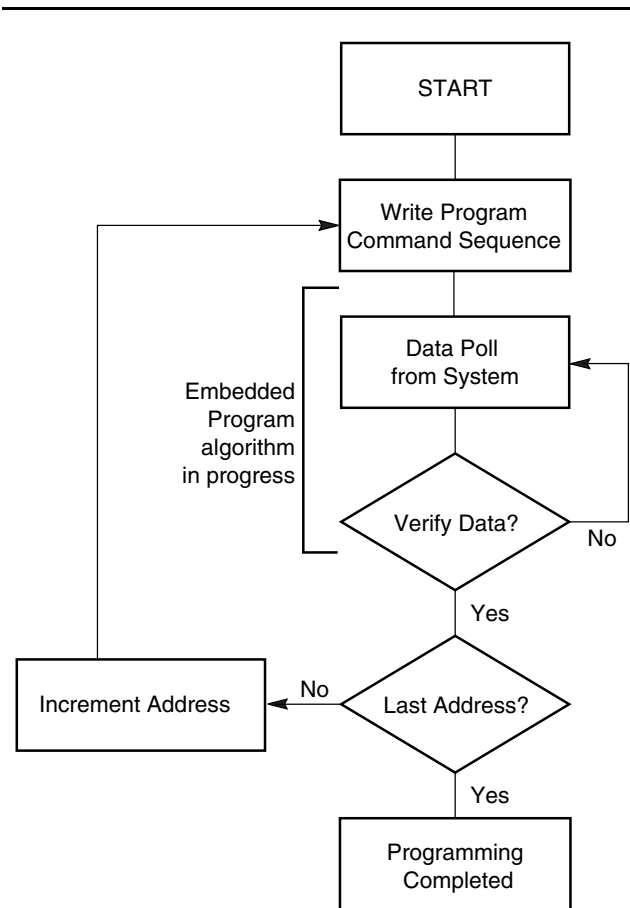 START
Write Program
Command Sequence
Data Poll
from System
Embedded
Program
algorithm
in progress
Verify Data?
No
Yes
Last Address?
No
Increment Address
Yes
Programming
Completed